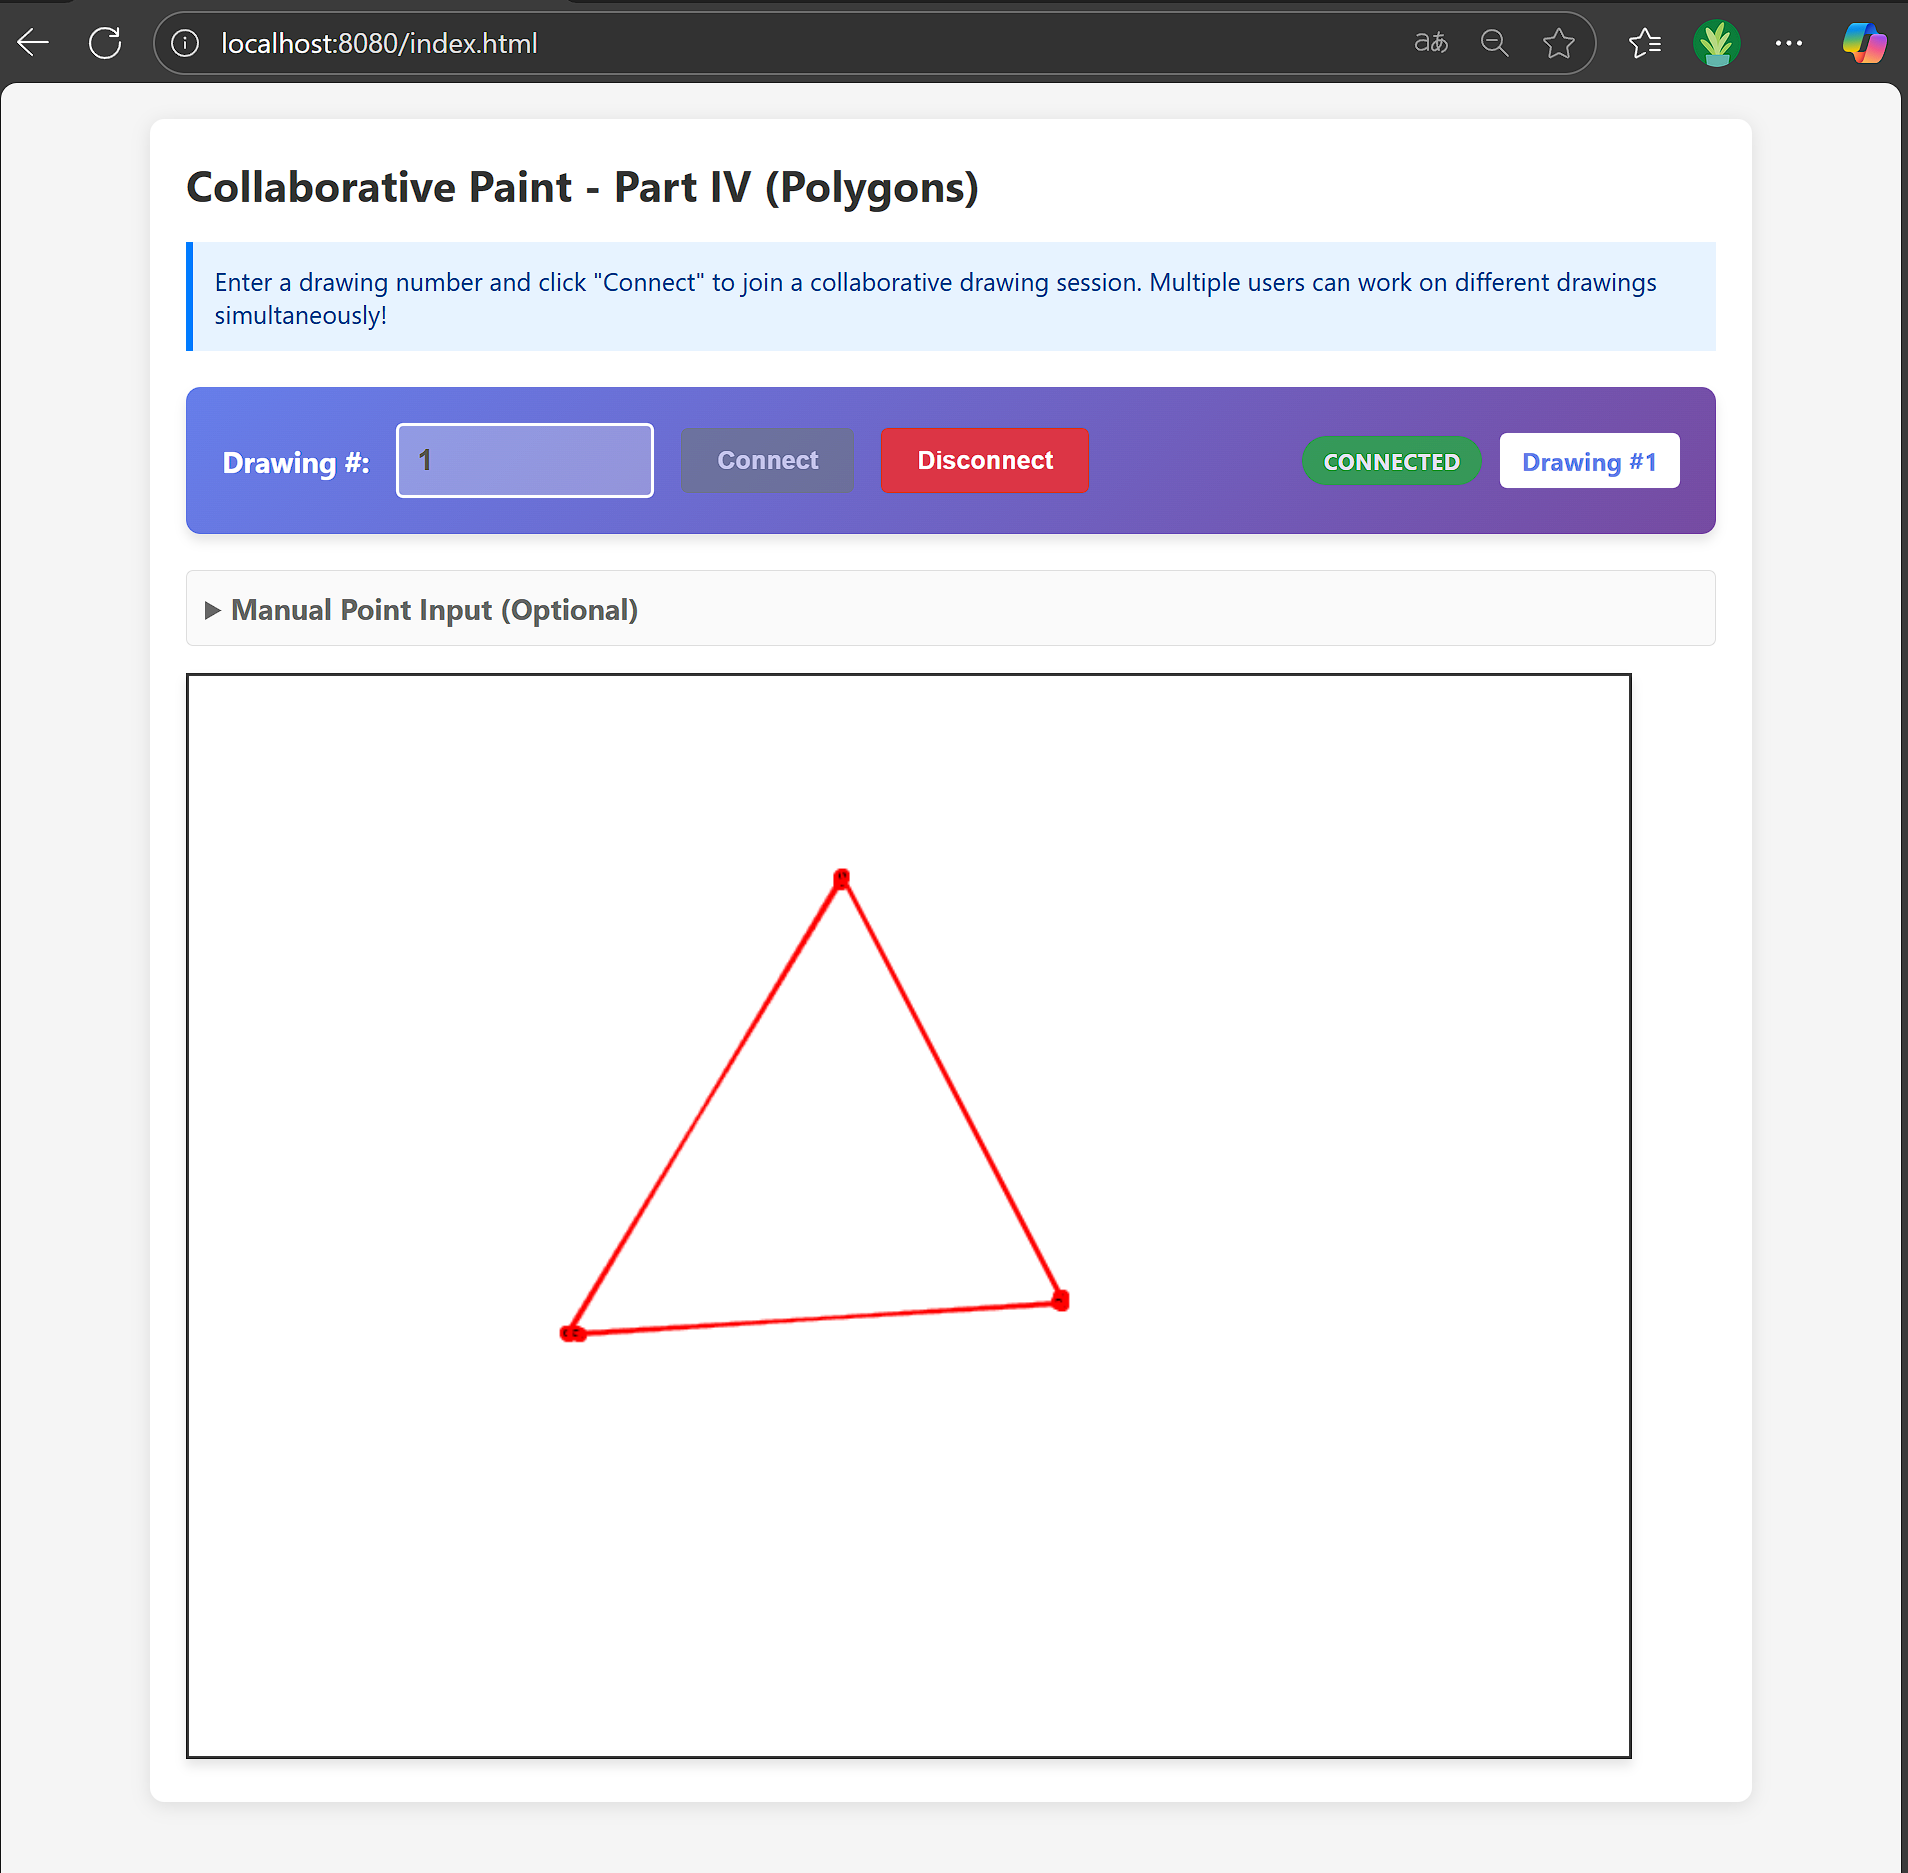 localhost:8080/index.html
aあ
Collaborative Paint - Part IV (Polygons)
Enter a drawing number and click "Connect" to join a collaborative drawing session. Multiple users can work on different drawings
simultaneously!
Drawing #: 1 Connect Disconnect CONNECTED Drawing #1
Manual Point Input (Optional)